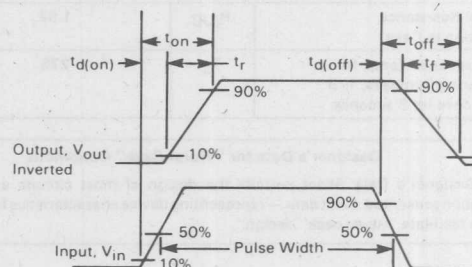 t_on
t_off
t_d(on)
t_r
t_d(off)
t_f
90%
90%
Output, V_out
Inverted
10%
90%
50%
Pulse Width
50%
Input, V_in
10%